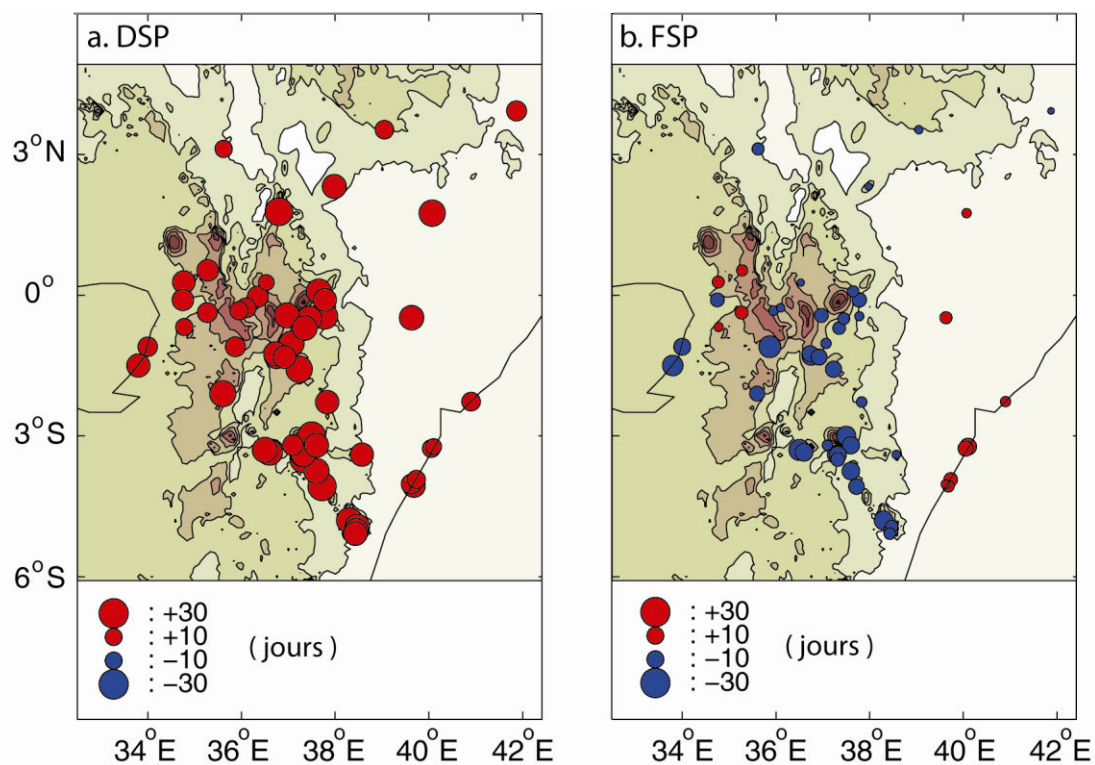 a. DSP
b. FSP
3°N
0°
3°S
6°S
: +30
: +10
: −10
: −30
( jours )
: +30
: +10
: −10
: −30
( jours )
34°E 36°E 38°E 40°E 42°E
34°E 36°E 38°E 40°E 42°E